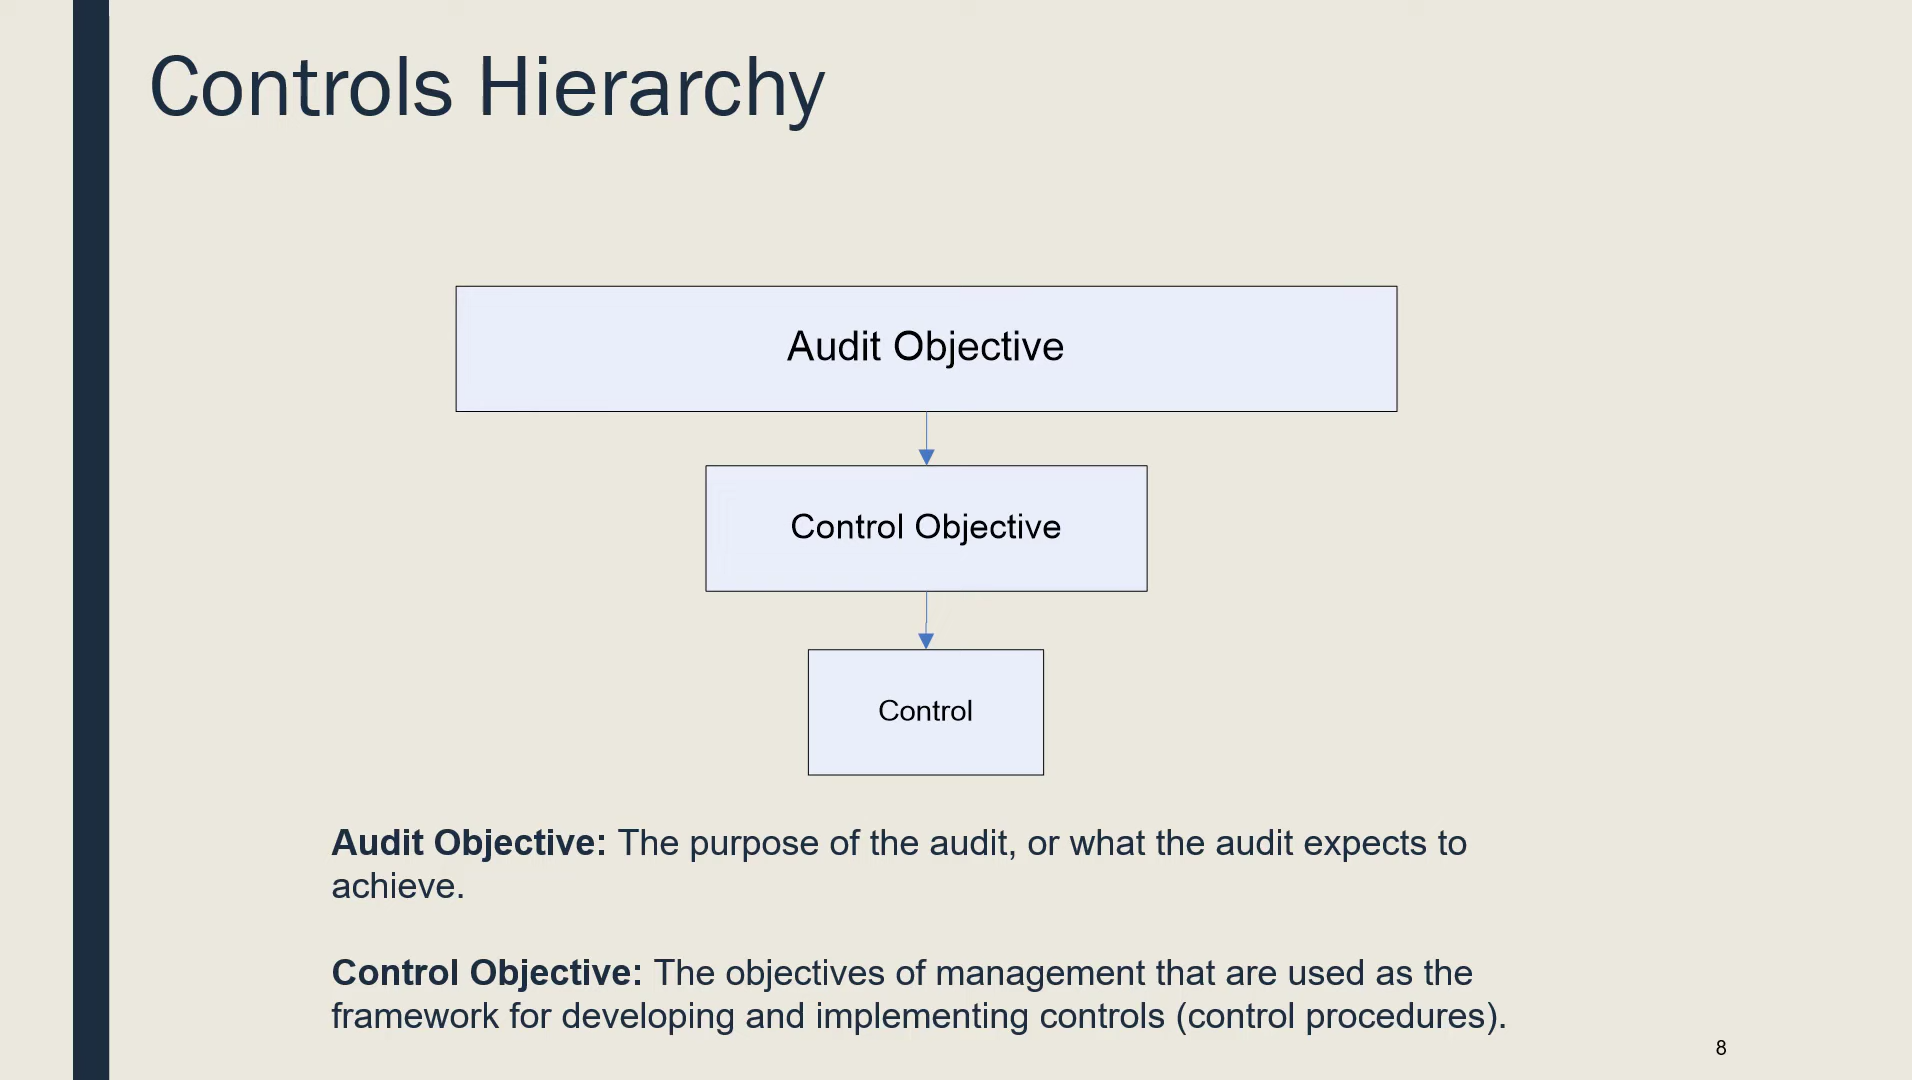 Controls Hierarchy
Audit Objective
Control Objective
Control
Audit Objective: The purpose of the audit, or what the audit expects to
achieve.
Control Objective: The objectives of management that are used as the
framework for developing and implementing controls (control procedures).
8